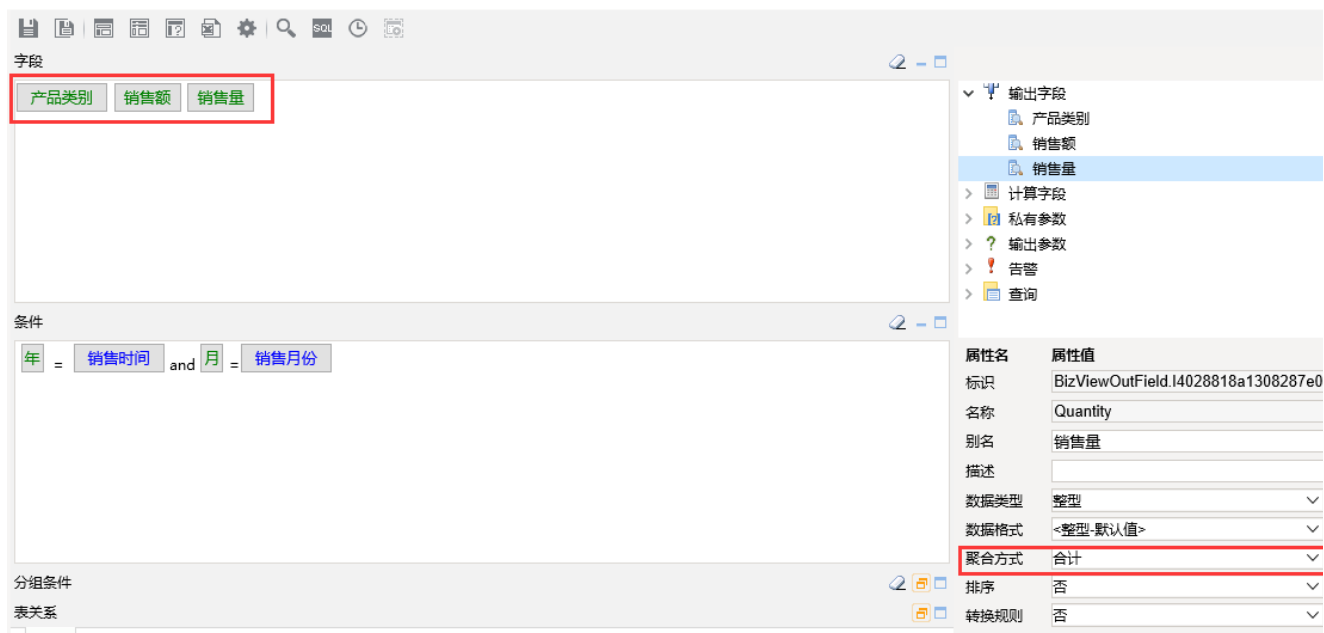 SQL
字段
产品类别 销售额 销售量
条件
年 = 销售时间 and 月 = 销售月份
分组条件
表关系
输出字段
产品类别
销售额
销售量
计算字段
私有参数
输出参数
告警
查询
属性名 属性值
标识 BizViewOutField.I4028818a1308287e0
名称 Quantity
别名 销售量
描述
数据类型 整型
数据格式 <整型-默认值>
聚合方式 合计
排序 否
转换规则 否